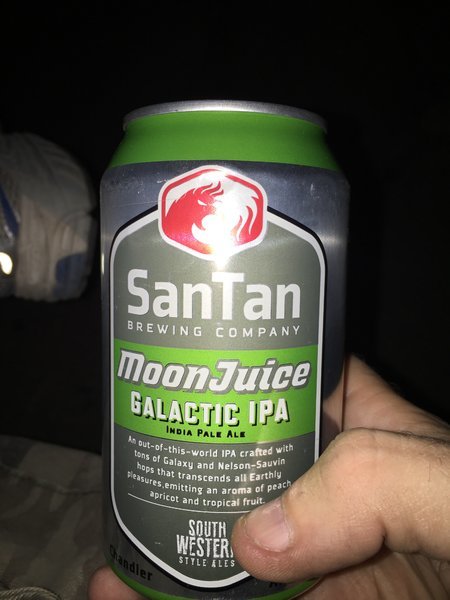 SanTan
BREWING COMPANY
MoonJuice
GALACTIC IPA
INDIA PALE ALE
An out-of-this-world IPA crafted with
tons of Galaxy and Nelson-Sauvin
hops that transcends all Earthly
pleasures,emitting an aroma of peach
apricot and tropical fruit.
SOUTH
WESTERN
STYLE ALES
Chandler